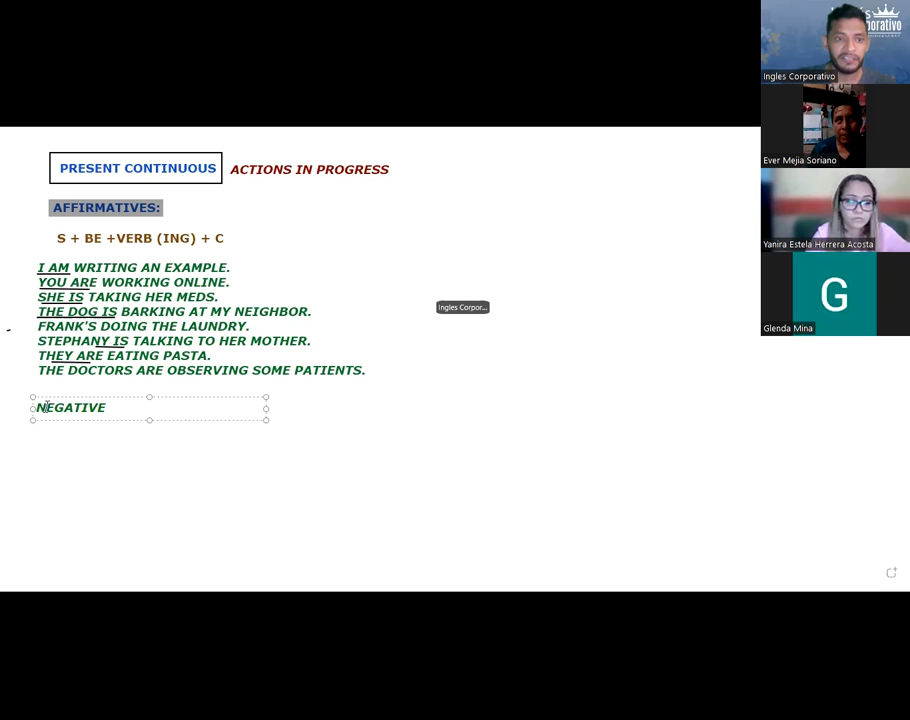 PRESENT CONTINUOUS
ACTIONS IN PROGRESS
AFFIRMATIVES:
S + BE +VERB (ING) + C
I AM WRITING AN EXAMPLE.
YOU ARE WORKING ONLINE.
SHE IS TAKING HER MEDS.
THE DOG IS BARKING AT MY NEIGHBOR.
FRANK'S DOING THE LAUNDRY.
STEPHANY IS TALKING TO HER MOTHER.
THEY ARE EATING PASTA.
THE DOCTORS ARE OBSERVING SOME PATIENTS.
NEGATIVE
Ingles Corpor...
Ingles Corporativo
Ever Mejia Soriano
Yanira Estela Herrera Acosta
G
Glenda Mina